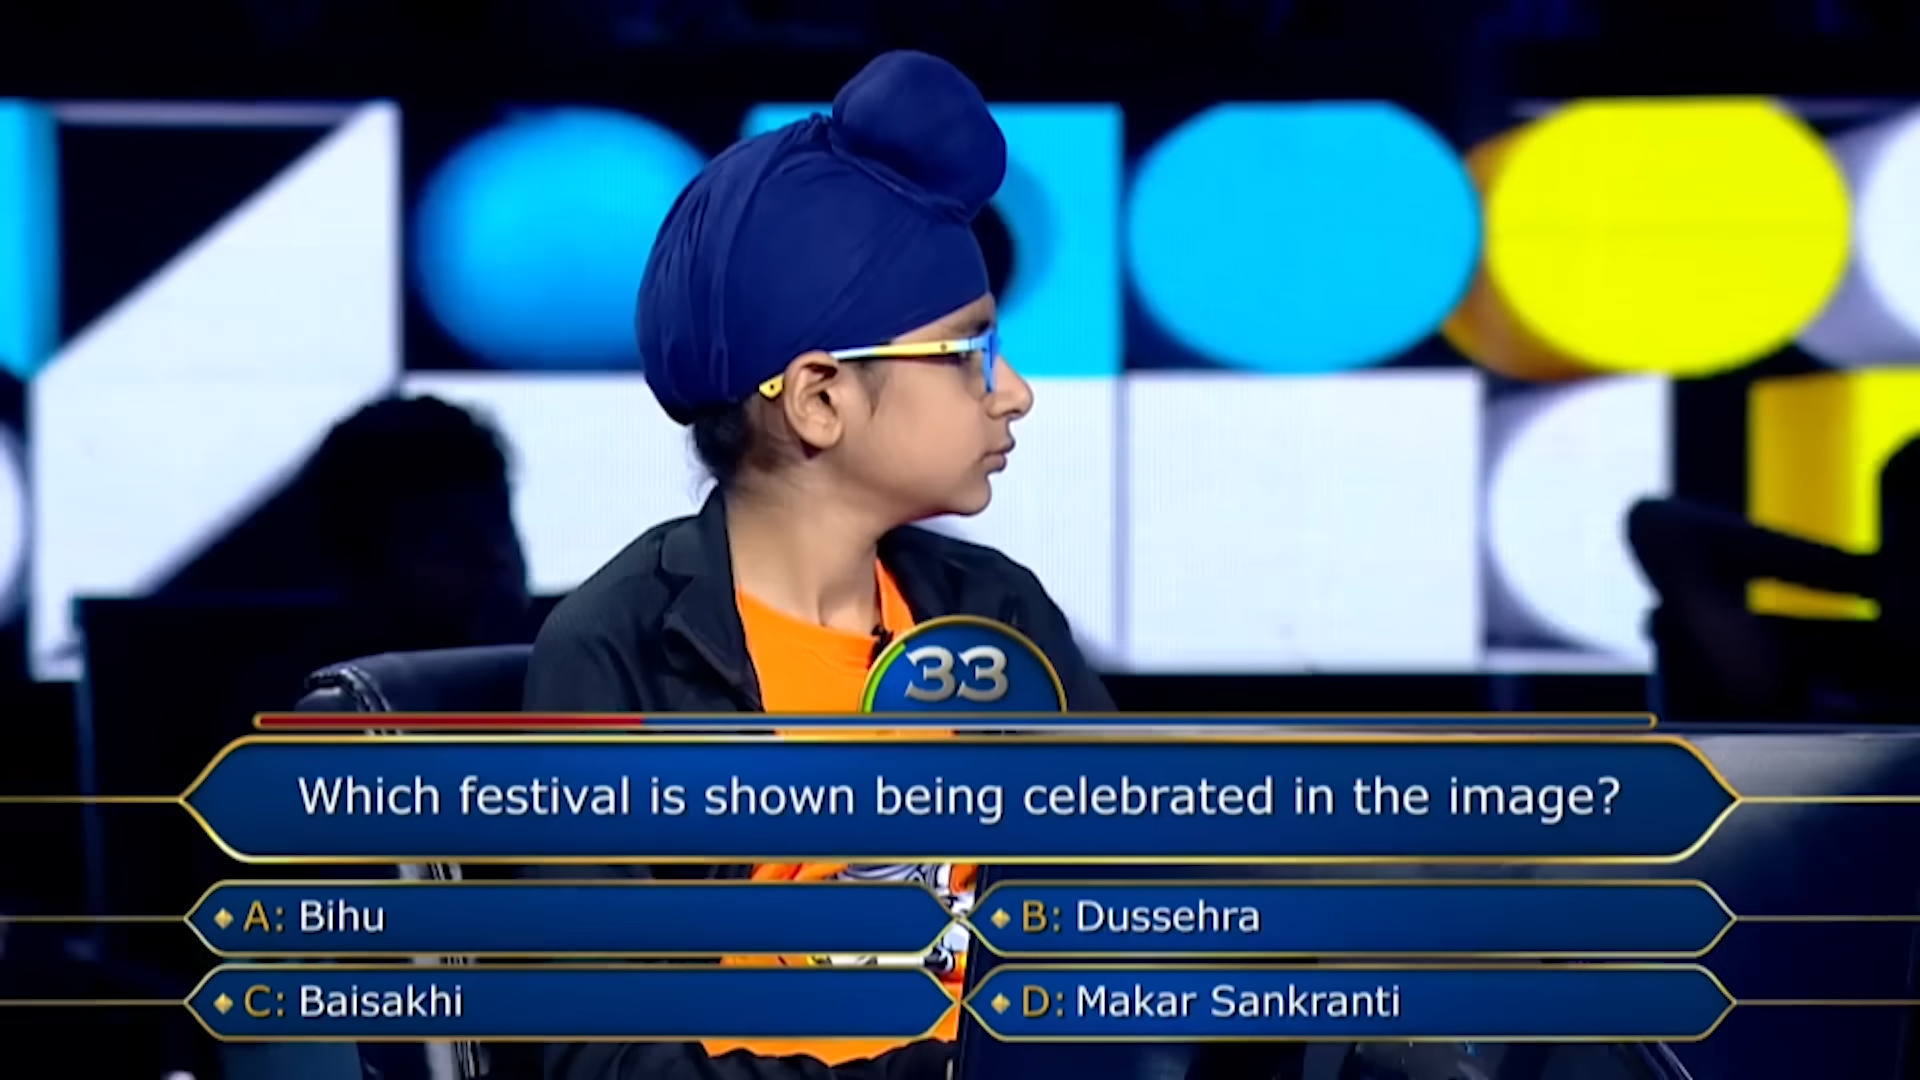 33
Which festival is shown being celebrated in the image?
A: Bihu
B: Dussehra
C: Baisakhi
D: Makar Sankranti